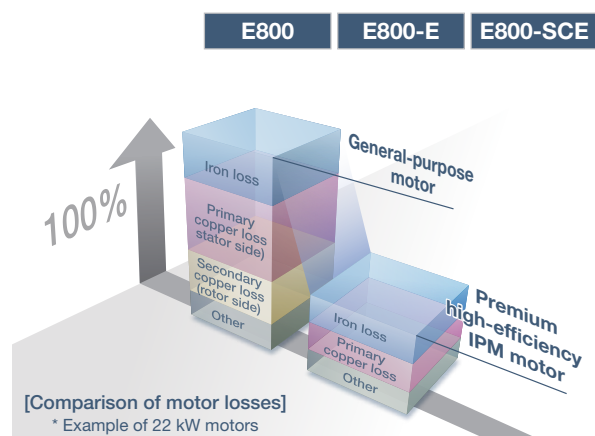 E800
E800-E
E800-SCE
General-purpose
motor
100%
Iron loss
Primary
copper loss
stator side)
Secondary
copper loss
(rotor side)
Other
Premium
high-efficiency
IPM motor
Iron loss
Primary
copper loss
Other
[Comparison of motor losses]
* Example of 22 kW motors